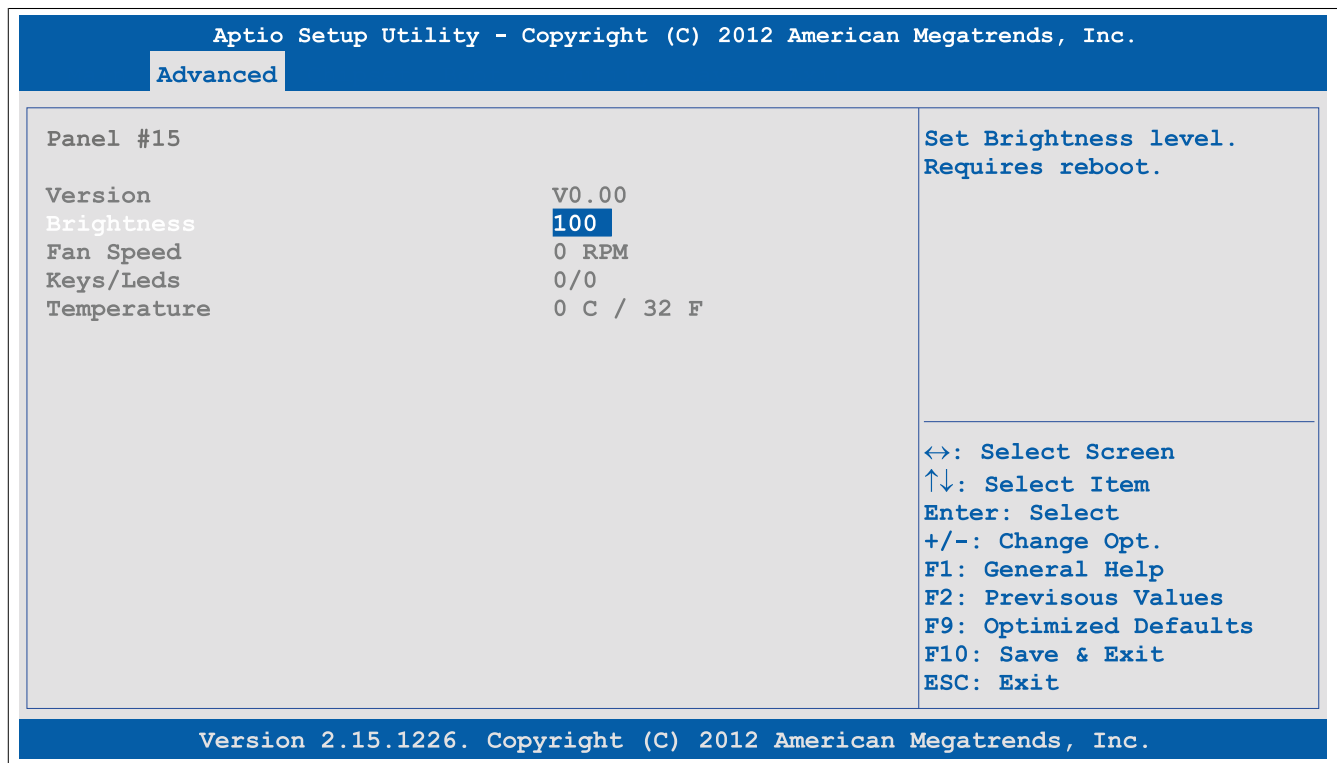 Aptio Setup Utility - Copyright (C) 2012 American Megatrends, Inc.
Advanced
Panel #15
Version V0.00
Brightness 100
Fan Speed 0 RPM
Keys/Leds 0/0
Temperature 0 C / 32 F
Set Brightness level.
Requires reboot.
↔: Select Screen
↑↓: Select Item
Enter: Select
+/-: Change Opt.
F1: General Help
F2: Previsous Values
F9: Optimized Defaults
F10: Save & Exit
ESC: Exit
Version 2.15.1226. Copyright (C) 2012 American Megatrends, Inc.